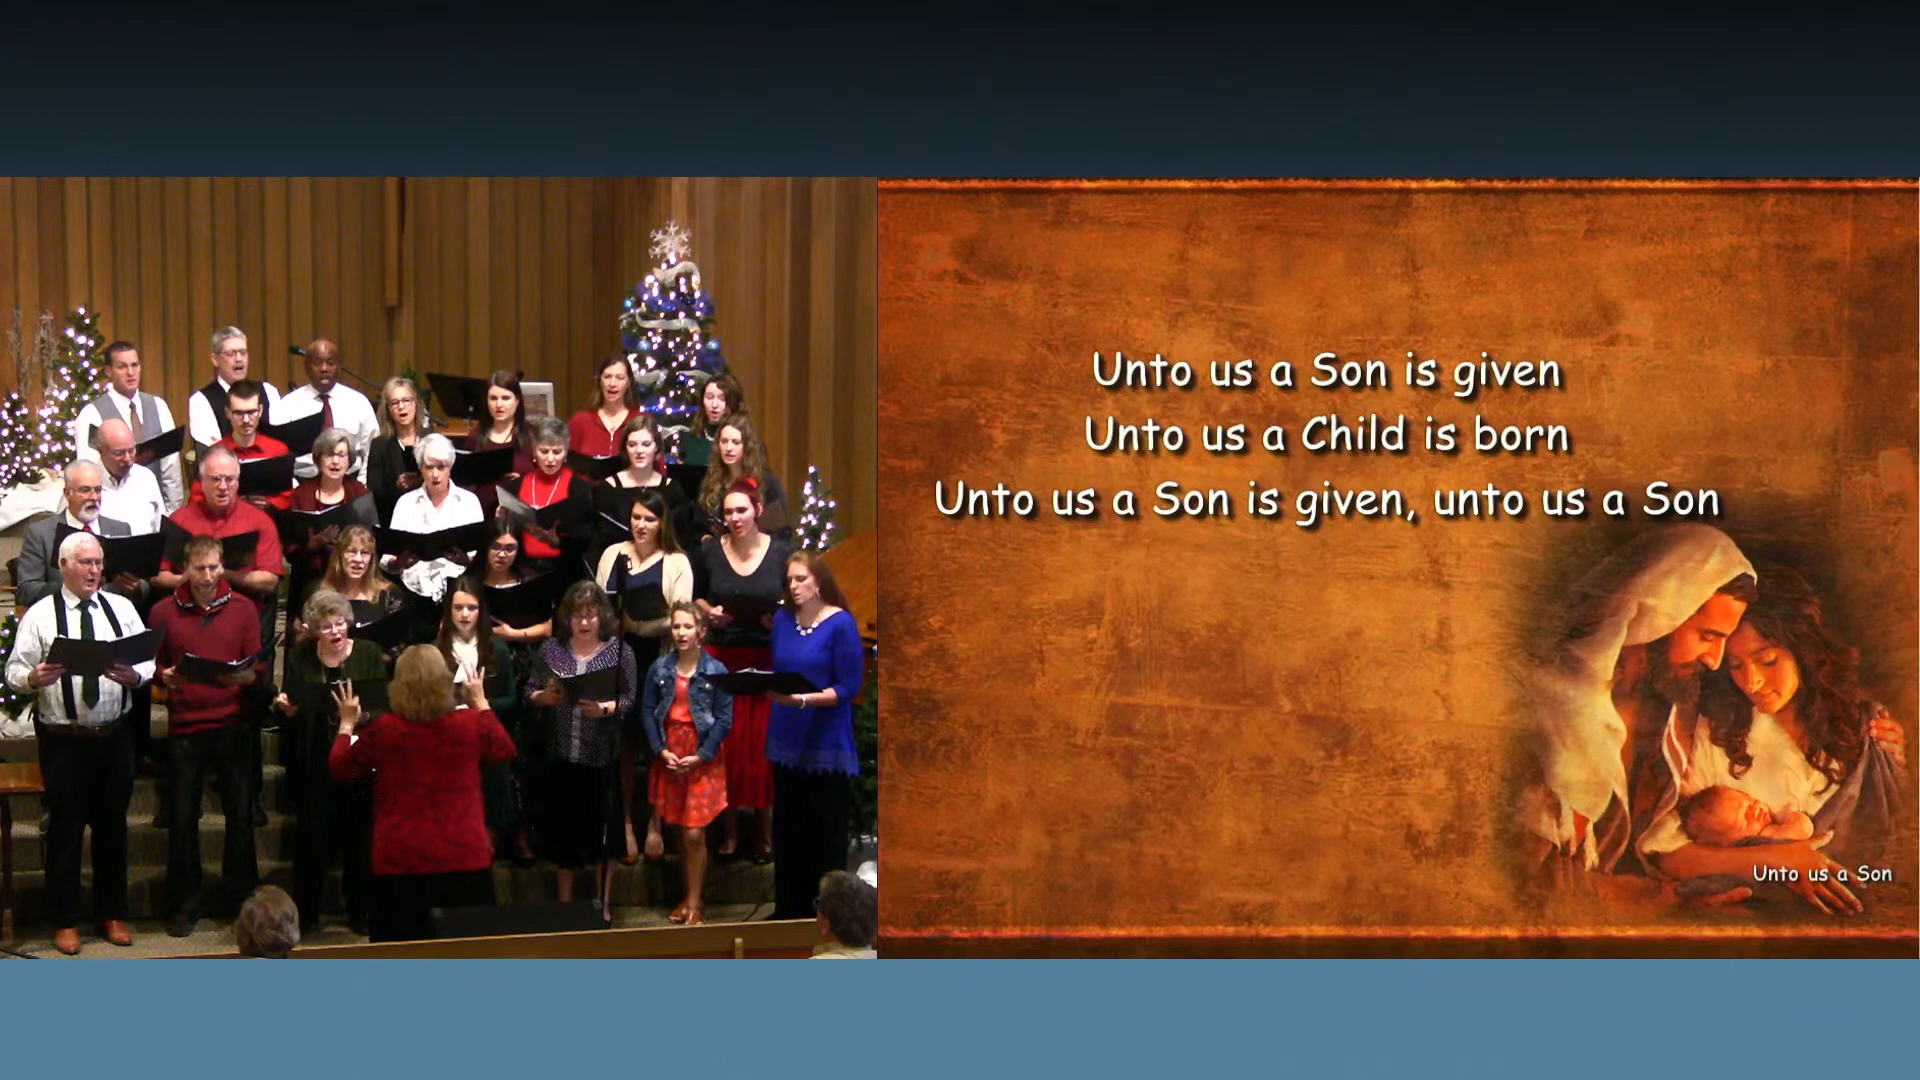 Unto us a Son is given
Unto us a Child is born
Unto us a Son is given, unto us a Son
Unto us a Son